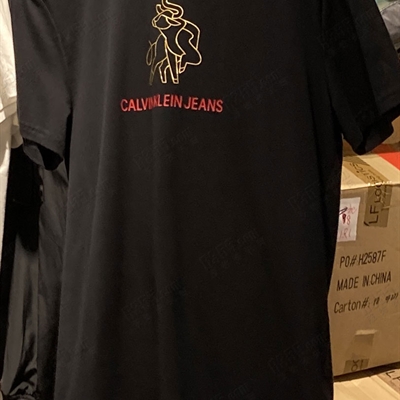 CALVIN KLEIN JEANS
PO# H2587F
MADE IN CHINA
Carton#: